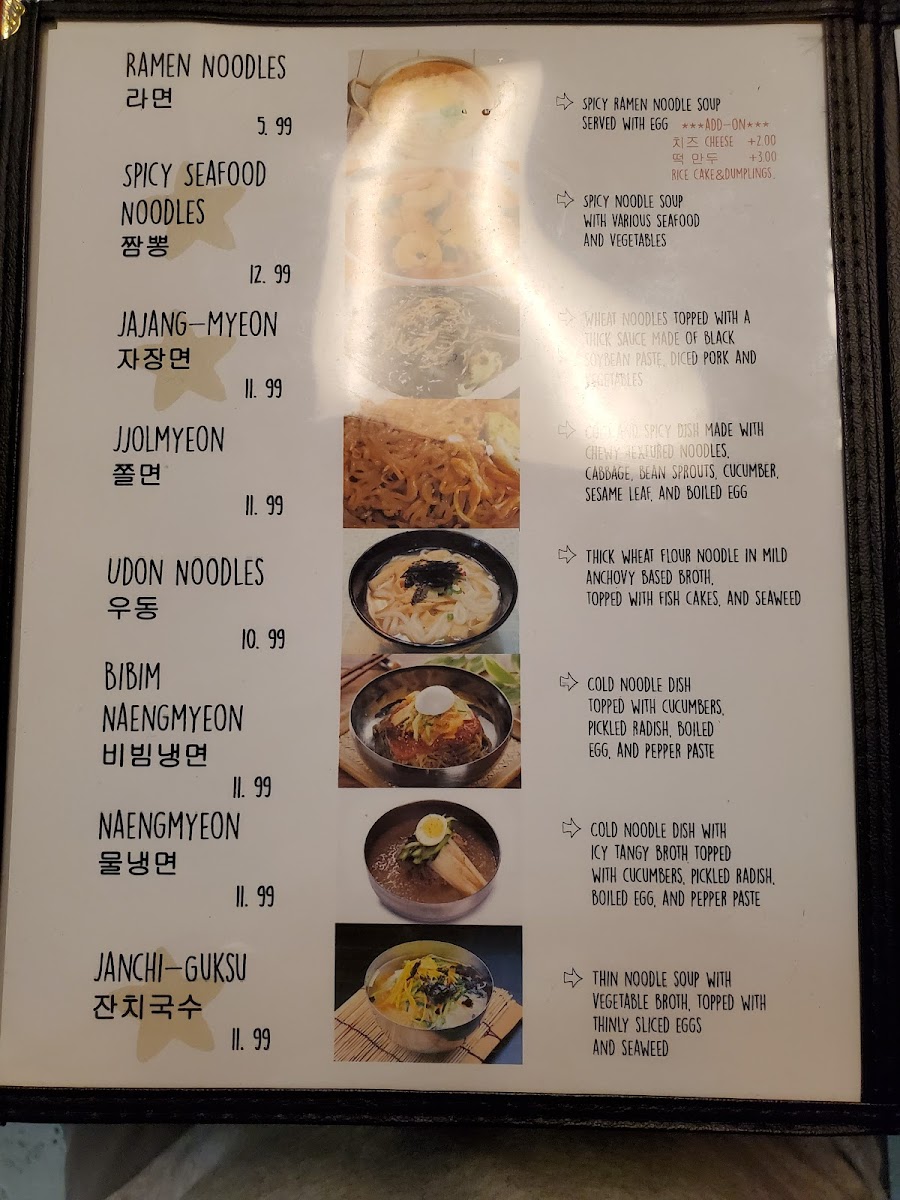 RAMEN NOODLES
라면
5.99
SPICY RAMEN NOODLE SOUP
SERVED WITH EGG ***ADD-ON***
치즈 CHEESE +2.00
떡 만두 +3.00
RICE CAKE&DUMPLINGS.
SPICY SEAFOOD
NOODLES
짬뽕
12.99
SPICY NOODLE SOUP
WITH VARIOUS SEAFOOD
AND VEGETABLES
JAJANG-MYEON
자장면
11.99
WHEAT NOODLES TOPPED WITH A
THICK SAUCE MADE OF BLACK
SOYBEAN PASTE, DICED PORK AND
VEGETABLES
JJOLMYEON
쫄면
11.99
AND SPICY DISH MADE WITH
CHEWY TEXTURED NOODLES,
CABBAGE, BEAN SPROUTS, CUCUMBER,
SESAME LEAF, AND BOILED EGG
UDON NOODLES
우동
10.99
THICK WHEAT FLOUR NOODLE IN MILD
ANCHOVY BASED BROTH,
TOPPED WITH FISH CAKES, AND SEAWEED
BIBIM
NAENGMYEON
비빔냉면
11.99
COLD NOODLE DISH
TOPPED WITH CUCUMBERS,
PICKLED RADISH, BOILED
EGG, AND PEPPER PASTE
NAENGMYEON
물냉면
11.99
COLD NOODLE DISH WITH
ICY TANGY BROTH TOPPED
WITH CUCUMBERS, PICKLED RADISH,
BOILED EGG, AND PEPPER PASTE
JANCHI-GUKSU
잔치국수
11.99
THIN NOODLE SOUP WITH
VEGETABLE BROTH, TOPPED WITH
THINLY SLICED EGGS
AND SEAWEED